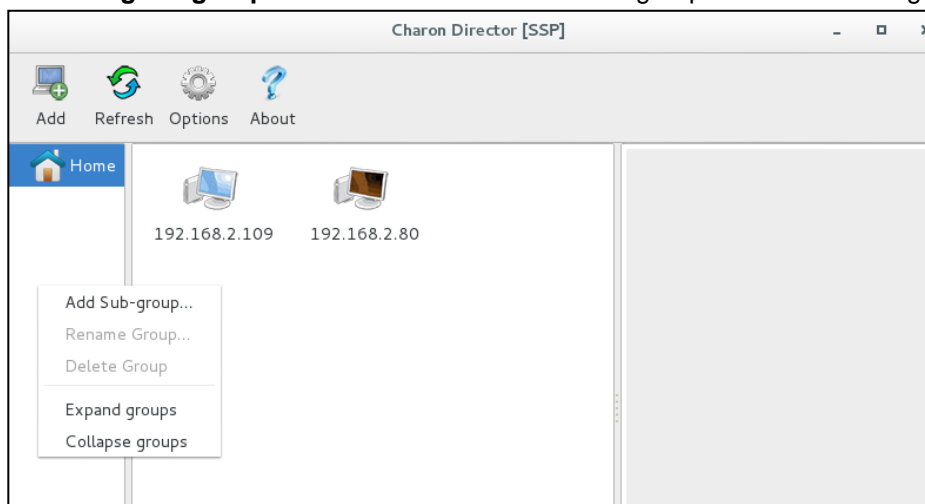 Charon Director [SSP]
Add Refresh Options About
Home
192.168.2.109 192.168.2.80
Add Sub-group...
Rename Group...
Delete Group
Expand groups
Collapse groups